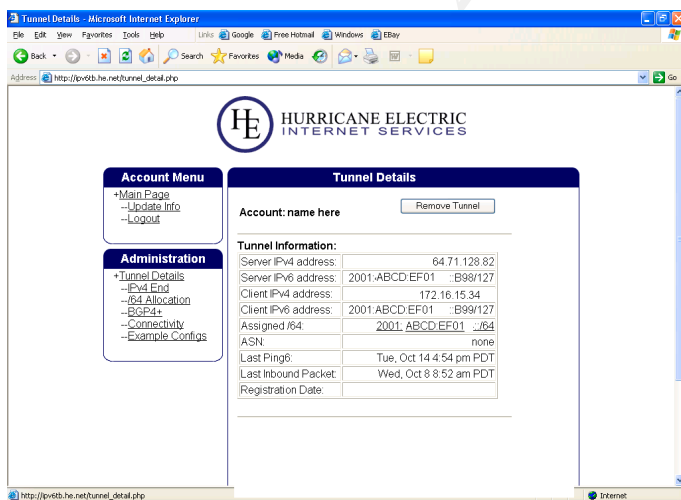 Tunnel Details - Microsoft Internet Explorer
File Edit View Favorites Tools Help Links Google Free Hotmail Windows EBay
Back Search Favorites Media
Address http://ipv6tb.he.net/tunnel_detail.php Go
HE HURRICANE ELECTRIC
INTERNET SERVICES
Account Menu
+Main Page
--Update Info
--Logout
Administration
+Tunnel Details
--IPv4 End
--/64 Allocation
--BGP4+
--Connectivity
--Example Configs
Tunnel Details
Account: name here Remove Tunnel
Tunnel Information:
Server IPv4 address: 64.71.128.82
Server IPv6 address: 2001:ABCD:EF01 ::B98/127
Client IPv4 address: 172.16.15.34
Client IPv6 address: 2001:ABCD:EF01 ::B99/127
Assigned /64: 2001: ABCD:EF01 ::/64
ASN: none
Last Ping6: Tue, Oct 14 4:54 pm PDT
Last Inbound Packet: Wed, Oct 8 8:52 am PDT
Registration Date:
http://ipv6tb.he.net/tunnel_detail.php Internet